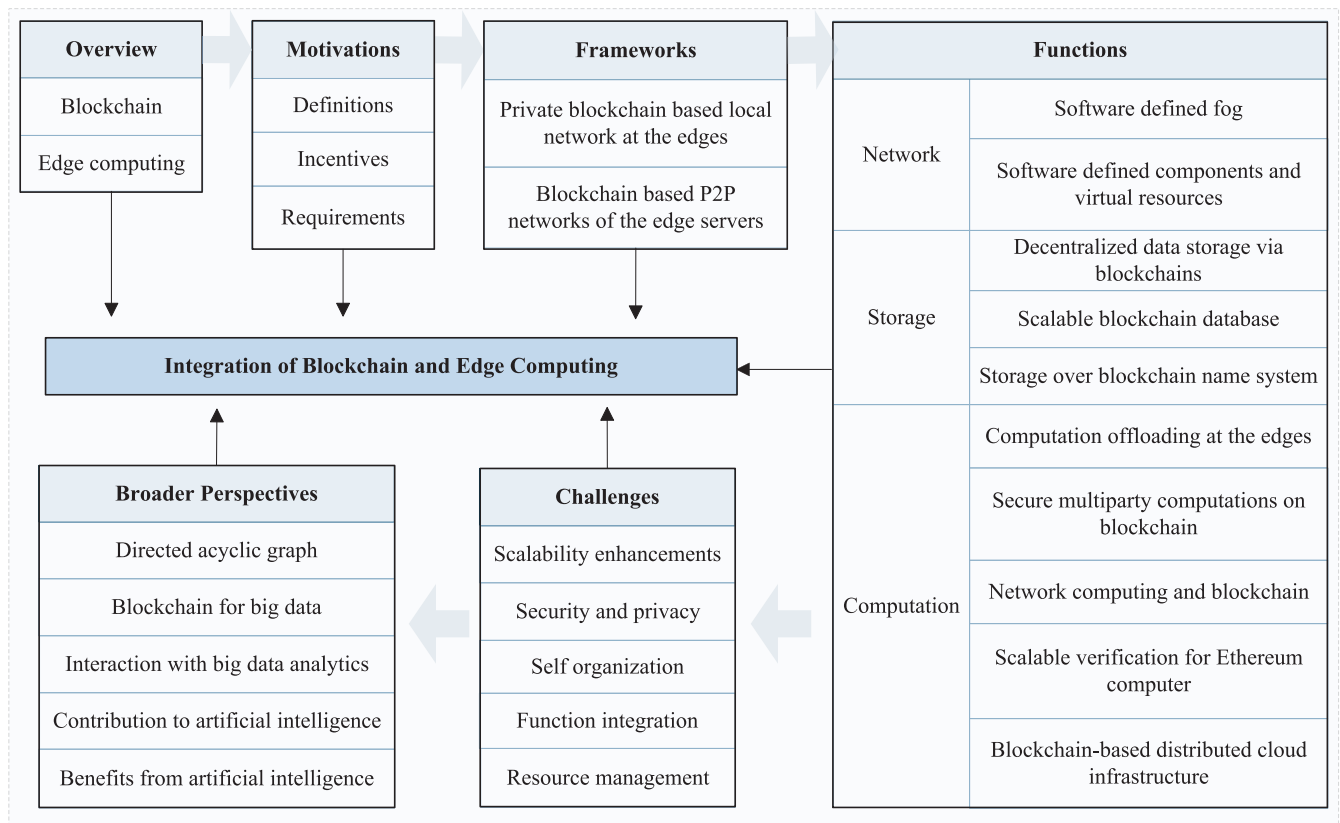 Overview
Blockchain
Edge computing
Motivations
Definitions
Incentives
Requirements
Frameworks
Private blockchain based local
network at the edges
Blockchain based P2P
networks of the edge servers
Functions
Network
Software defined fog
Software defined components and
virtual resources
Storage
Decentralized data storage via
blockchains
Scalable blockchain database
Storage over blockchain name system
Computation
Computation offloading at the edges
Secure multiparty computations on
blockchain
Network computing and blockchain
Scalable verification for Ethereum
computer
Blockchain-based distributed cloud
infrastructure
Integration of Blockchain and Edge Computing
Broader Perspectives
Directed acyclic graph
Blockchain for big data
Interaction with big data analytics
Contribution to artificial intelligence
Benefits from artificial intelligence
Challenges
Scalability enhancements
Security and privacy
Self organization
Function integration
Resource management